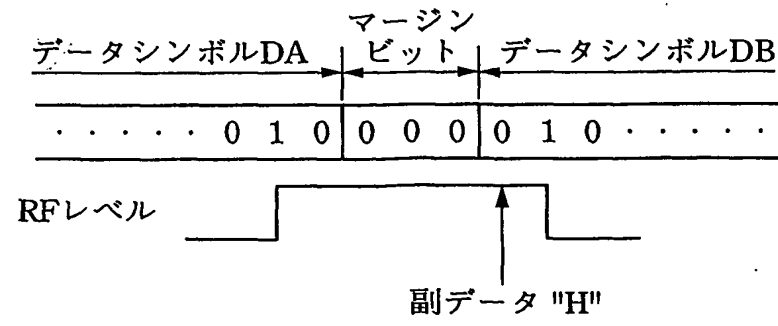 マージン
データシンボルDA ビット データシンボルDB
· · · · · 0 1 0 0 0 0 0 1 0 · · · · ·
RFレベル
副データ "H"